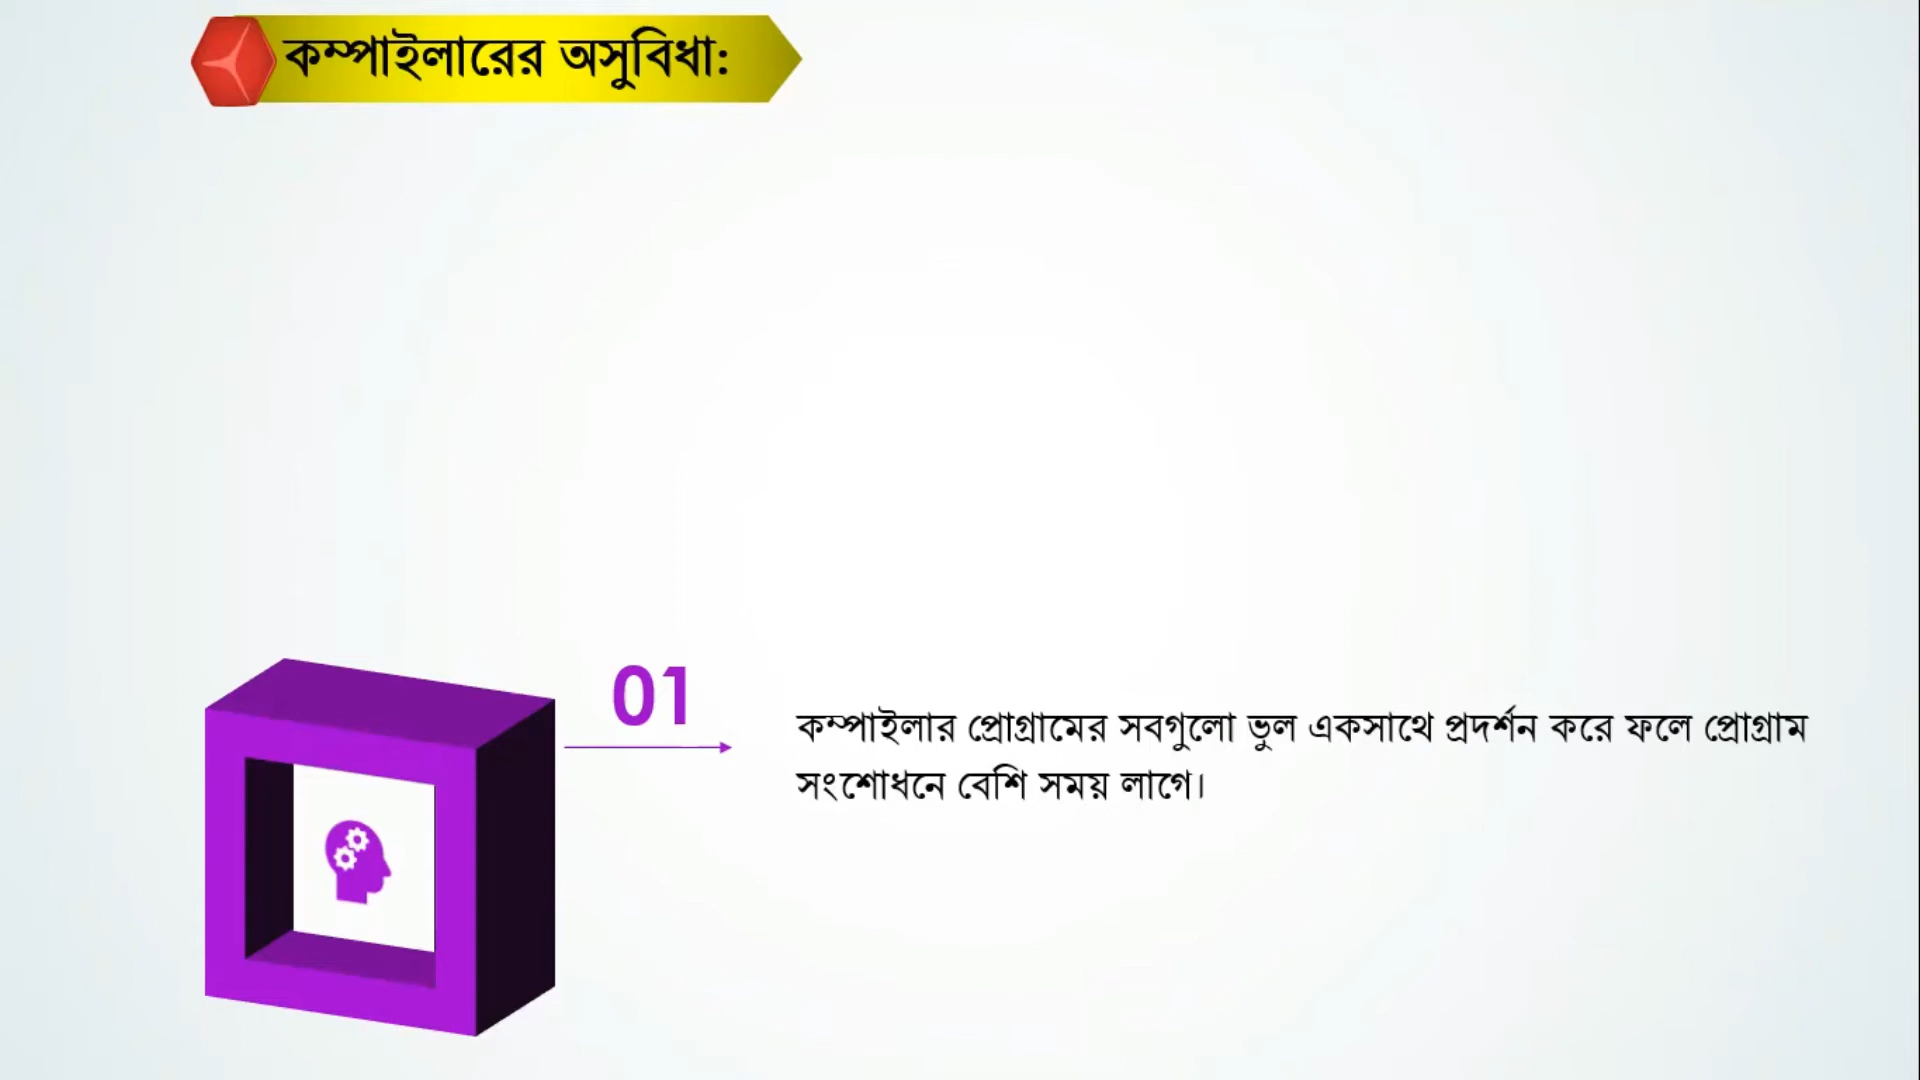 কম্পাইলারের অসুবিধা:
01
কম্পাইলার প্রোগ্রামের সবগুলো ভুল একসাথে প্রদর্শন করে ফলে প্রোগ্রাম
সংশোধনে বেশি সময় লাগে।